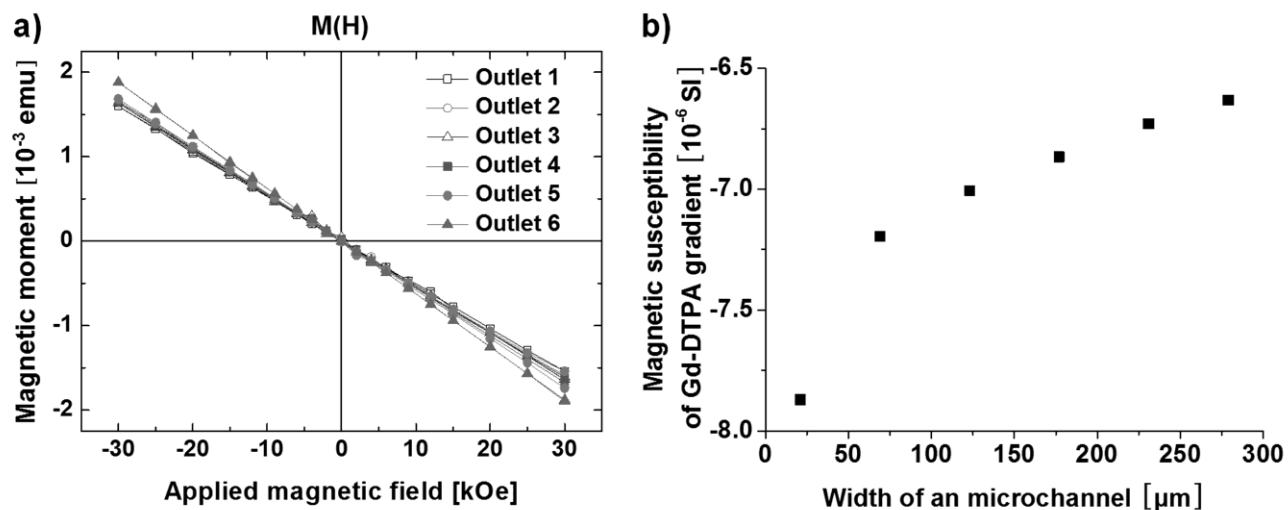 a)
M(H)
Magnetic moment [10⁻³ emu]
2
1
0
-1
-2
Outlet 1
Outlet 2
Outlet 3
Outlet 4
Outlet 5
Outlet 6
-30 -20 -10 0 10 20 30
Applied magnetic field [kOe]
b)
Magnetic susceptibility
of Gd-DTPA gradient [10⁻⁶ SI]
-6.5
-7.0
-7.5
-8.0
0 50 100 150 200 250 300
Width of an microchannel [µm]